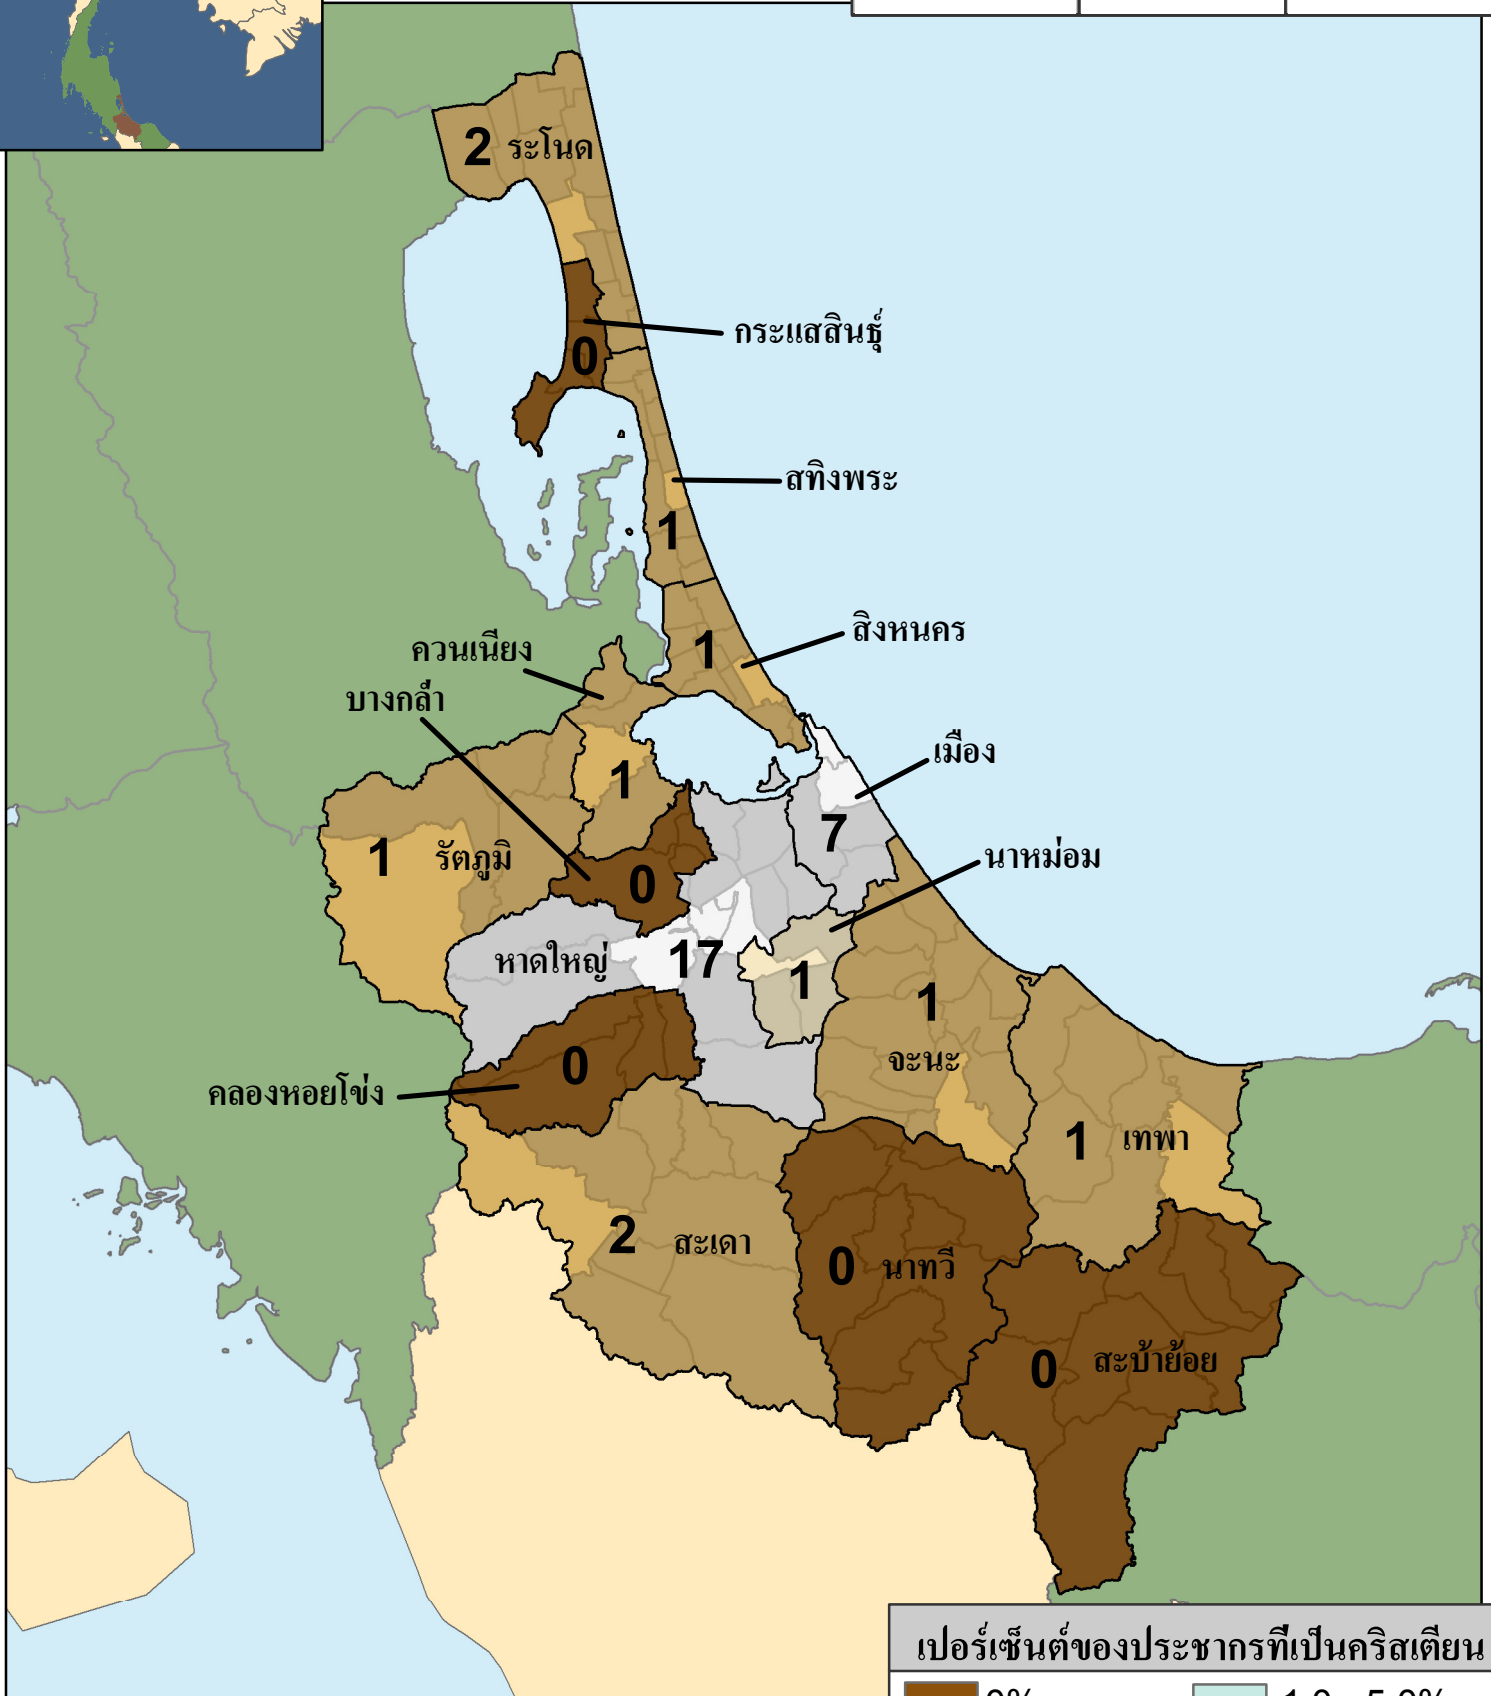 2 ระโนด
กระแสสินธุ์
0
สทิงพระ
1
สิงหนคร
1
ควนเนียง
บางกล่ำ
เมือง
1
7
นาหม่อม
1 รัตภูมิ
0
หาดใหญ่ 17
1
1
จะนะ
0
คลองหอยโข่ง
1 เทพา
2 สะเดา
0 นาทวี
0 สะบ้าย้อย
เปอร์เซ็นต์ของประชากรที่เป็นคริสเตียน